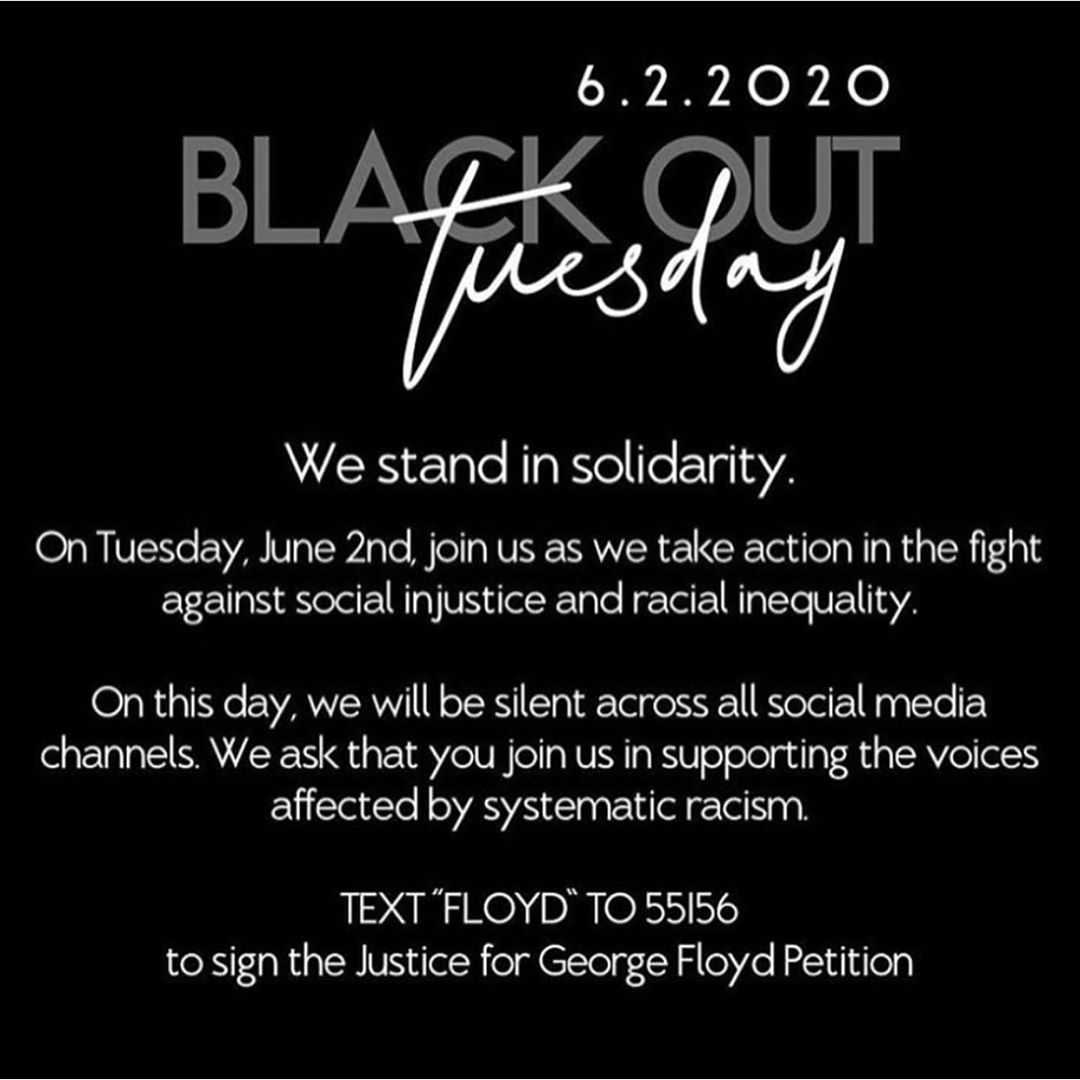 6.2.2020
BLACK OUT
Tuesday
We stand in solidarity.
On Tuesday, June 2nd, join us as we take action in the fight
against social injustice and racial inequality.
On this day, we will be silent across all social media
channels. We ask that you join us in supporting the voices
affected by systematic racism.
TEXT “FLOYD“ TO 55156
to sign the Justice for George Floyd Petition